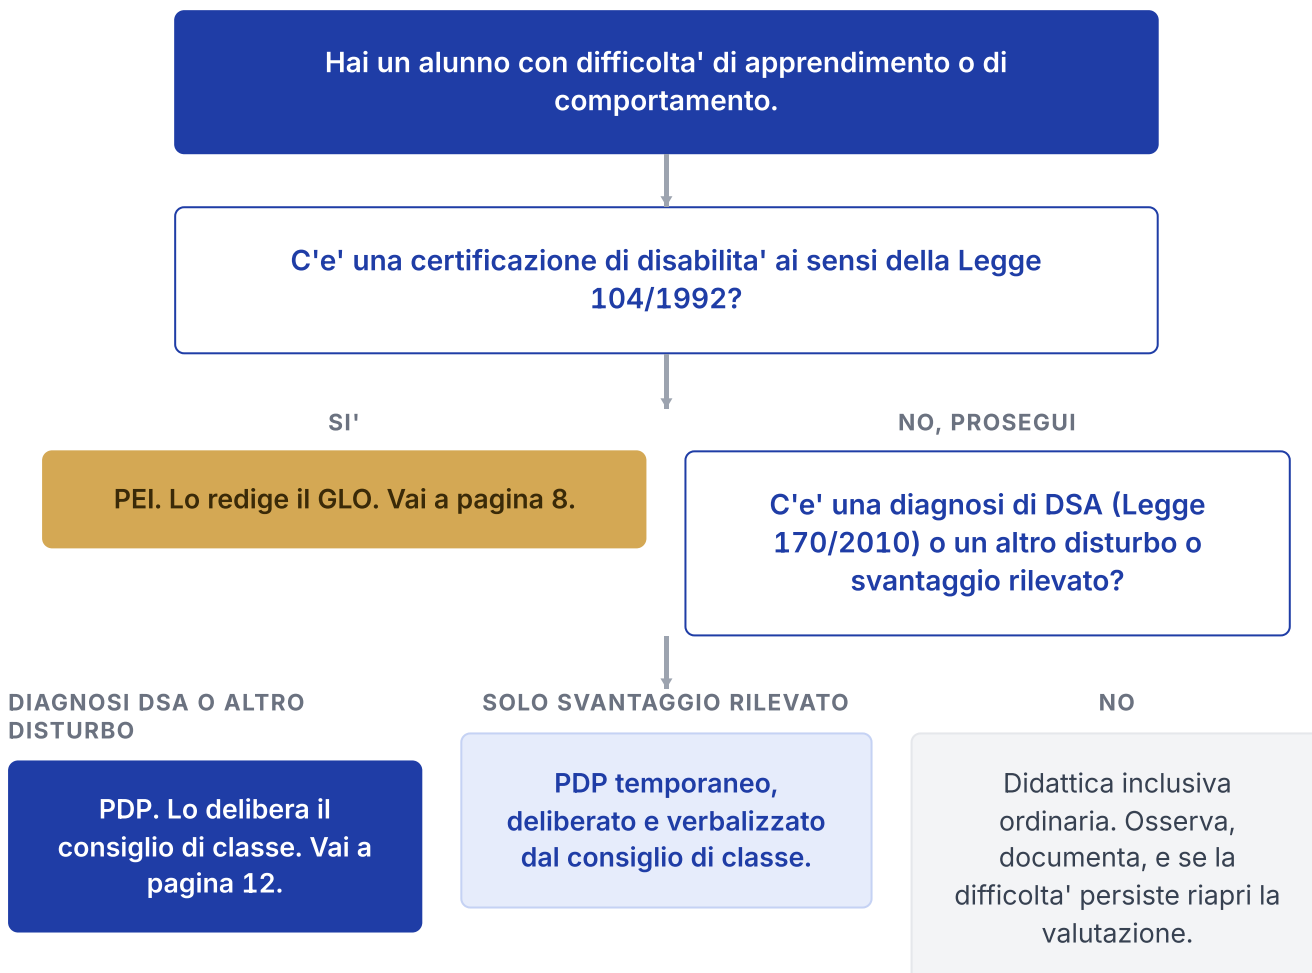 Hai un alunno con difficolta' di apprendimento o di
comportamento.
C'e' una certificazione di disabilita' ai sensi della Legge
104/1992?
SI'
NO, PROSEGUI
PEI. Lo redige il GLO. Vai a pagina 8.
C'e' una diagnosi di DSA (Legge
170/2010) o un altro disturbo o
svantaggio rilevato?
DIAGNOSI DSA O ALTRO
DISTURBO
SOLO SVANTAGGIO RILEVATO
NO
PDP. Lo delibera il
consiglio di classe. Vai a
pagina 12.
PDP temporaneo,
deliberato e verbalizzato
dal consiglio di classe.
Didattica inclusiva
ordinaria. Osserva,
documenta, e se la
difficolta' persiste riapri la
valutazione.